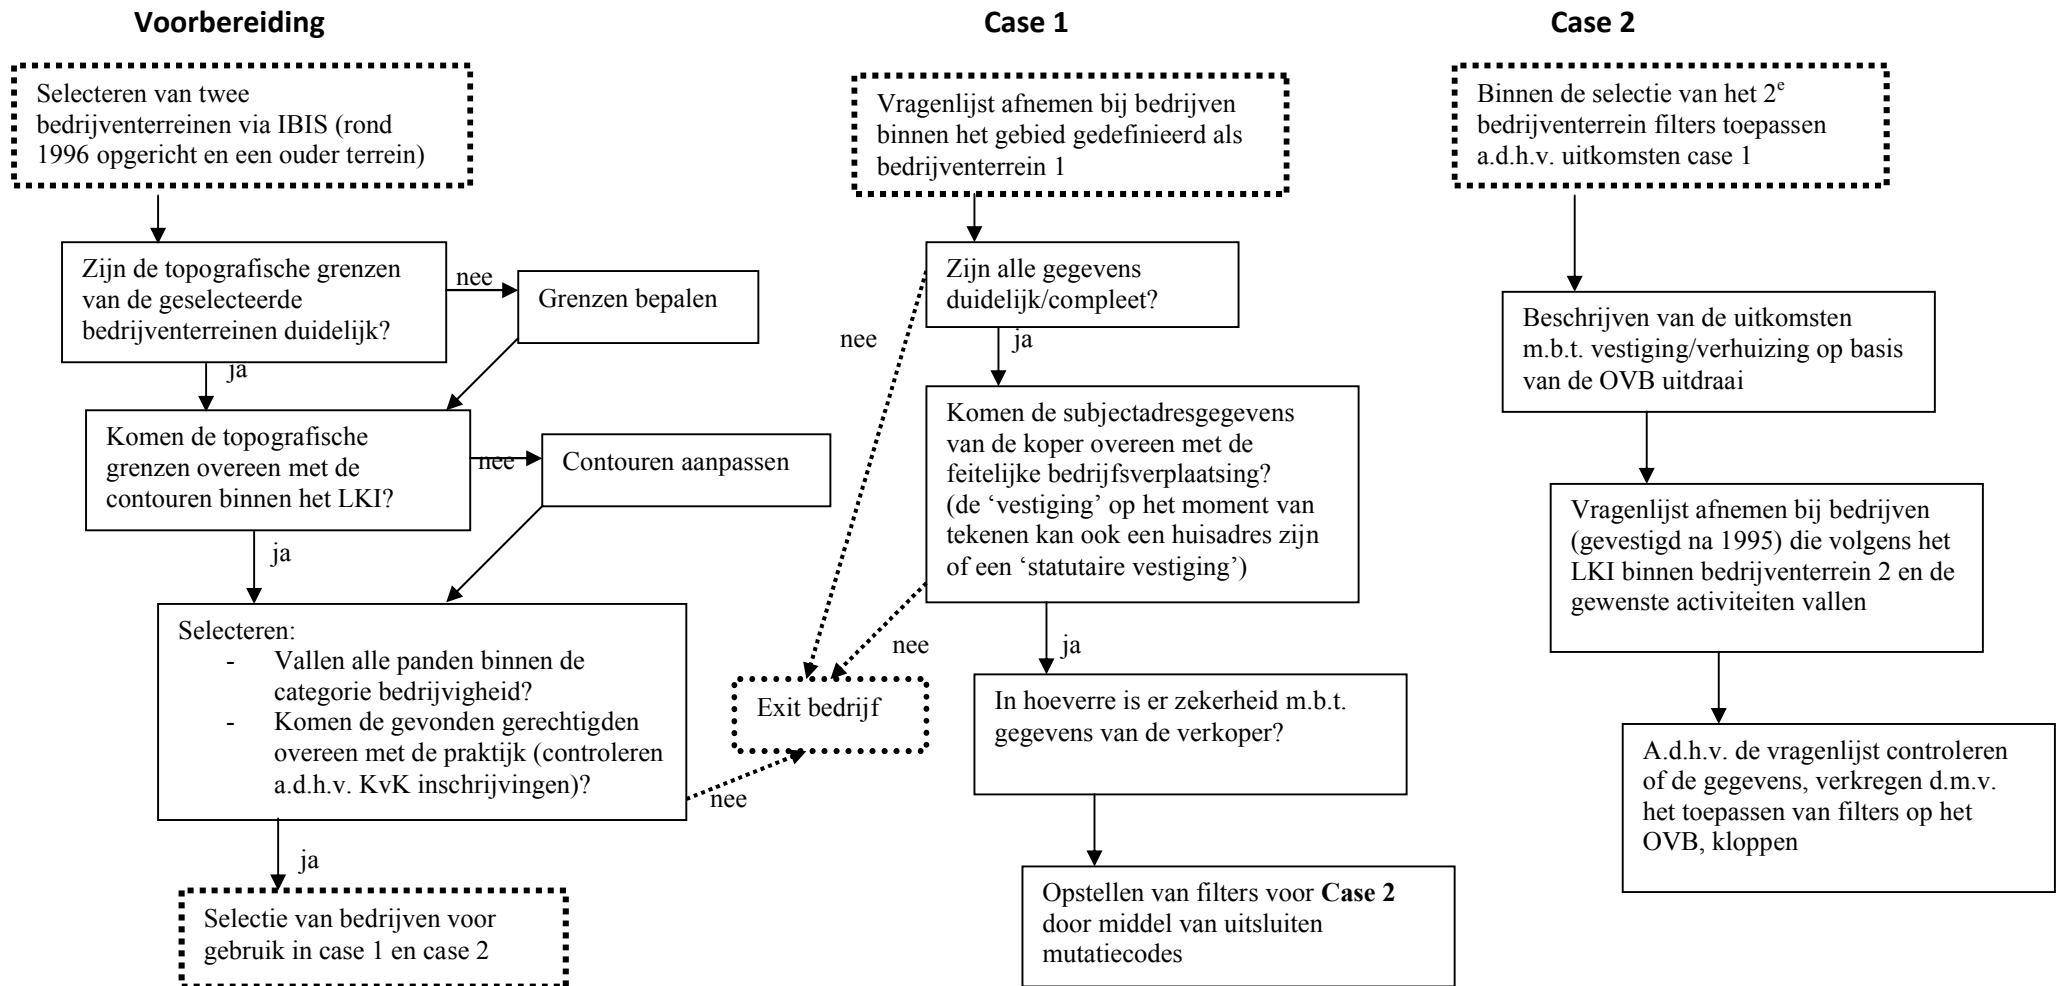 Voorbereiding
Selecteren van twee
bedrijventerreinen via IBIS (rond
1996 opgericht en een ouder terrein)
Zijn de topografische grenzen
van de geselecteerde
bedrijventerreinen duidelijk?
nee
Grenzen bepalen
ja
Komen de topografische
grenzen overeen met de
contouren binnen het LKI?
nee
Contouren aanpassen
ja
Selecteren:
- Vallen alle panden binnen de
categorie bedrijvigheid?
- Komen de gevonden gerechtigden
overeen met de praktijk (controleren
a.d.h.v. KvK inschrijvingen)?
nee
ja
Selectie van bedrijven voor
gebruik in case 1 en case 2
Case 1
Vragenlijst afnemen bij bedrijven
binnen het gebied gedefinieerd als
bedrijventerrein 1
Zijn alle gegevens
duidelijk/compleet?
nee
ja
Komen de subjectadresgegevens
van de koper overeen met de
feitelijke bedrijfsverplaatsing?
(de ‘vestiging’ op het moment van
tekenen kan ook een huisadres zijn
of een ‘statutaire vestiging’)
nee
ja
Exit bedrijf
In hoeverre is er zekerheid m.b.t.
gegevens van de verkoper?
Opstellen van filters voor Case 2
door middel van uitsluiten
mutatiecodes
Case 2
Binnen de selectie van het 2e
bedrijventerrein filters toepassen
a.d.h.v. uitkomsten case 1
Beschrijven van de uitkomsten
m.b.t. vestiging/verhuizing op basis
van de OVB uitdraai
Vragenlijst afnemen bij bedrijven
(gevestigd na 1995) die volgens het
LKI binnen bedrijventerrein 2 en de
gewenste activiteiten vallen
A.d.h.v. de vragenlijst controleren
of de gegevens, verkregen d.m.v.
het toepassen van filters op het
OVB, kloppen